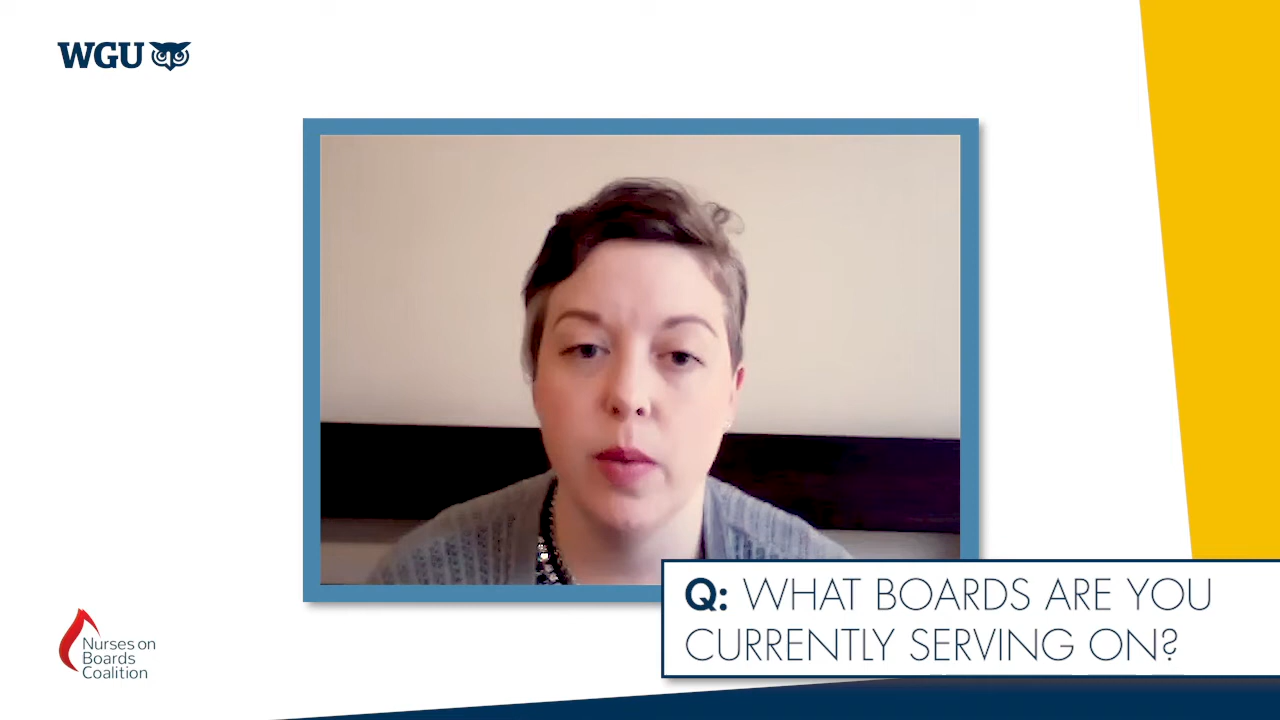 WGU
Q: WHAT BOARDS ARE YOU
CURRENTLY SERVING ON?
Nurses on
Boards
Coalition